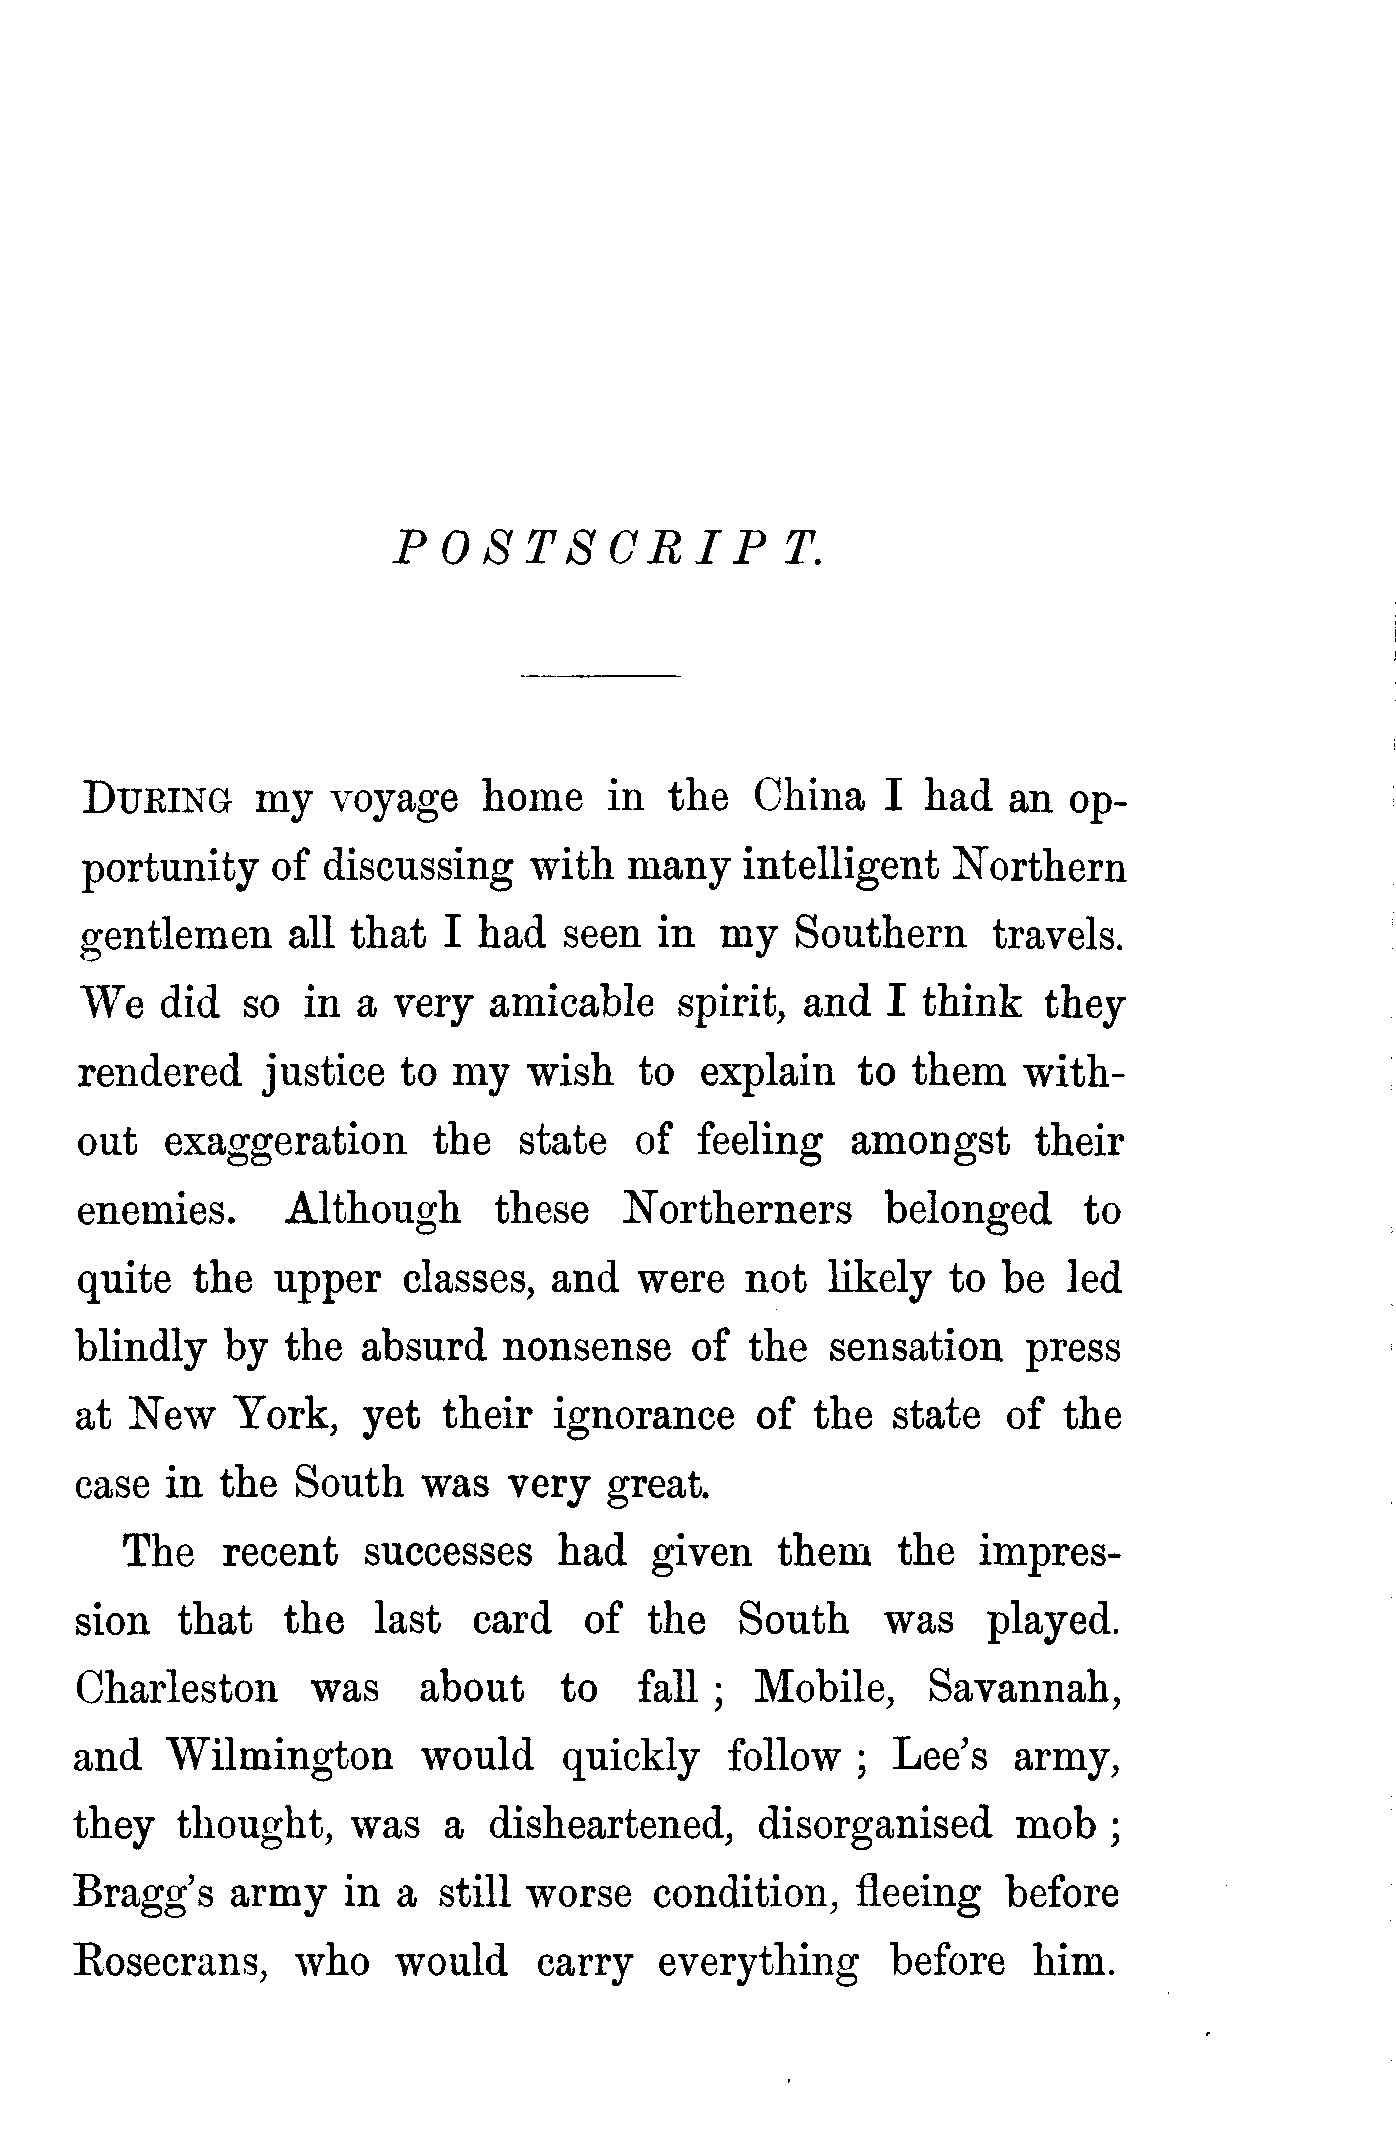 POSTSCRIPT.
DURING my voyage home in the China I had an op-
portunity of discussing with many intelligent Northern
gentlemen all that I had seen in my Southern travels.
We did so in a very amicable spirit, and I think they
rendered justice to my wish to explain to them with-
out exaggeration the state of feeling amongst their
enemies. Although these Northerners belonged to
quite the upper classes, and were not likely to be led
blindly by the absurd nonsense of the sensation press
at New York, yet their ignorance of the state of the
case in the South was very great.
The recent successes had given them the impres-
sion that the last card of the South was played.
Charleston was about to fall ; Mobile, Savannah,
and Wilmington would quickly follow ; Lee's army,
they thought, was a disheartened, disorganised mob ;
Bragg's army in a still worse condition, fleeing before
Rosecrans, who would carry everything before him.